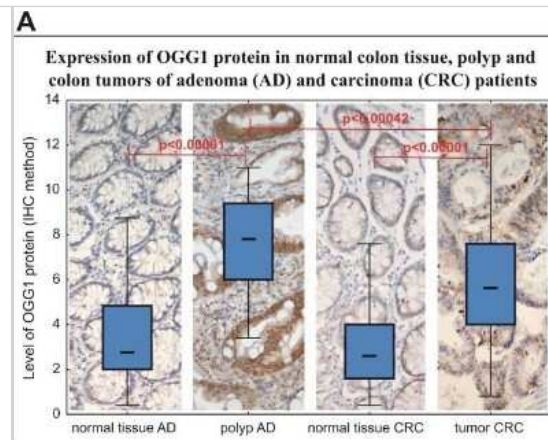 A
Expression of OGG1 protein in normal colon tissue, polyp and
colon tumors of adenoma (AD) and carcinoma (CRC) patients
Level of OGG1 protein (IHC method)
14
12
10
8
6
4
2
0
p<0.00001
p<0.00042
p<0.00001
normal tissue AD
polyp AD
normal tissue CRC
tumor CRC